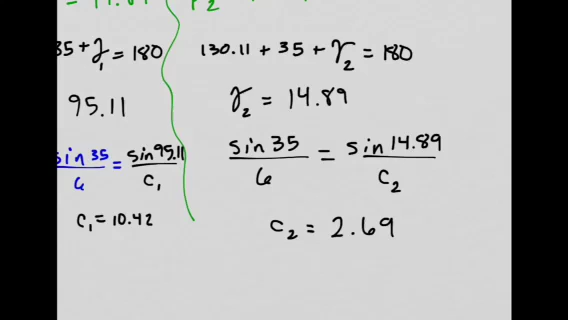 35 + γ₁ = 180
95.11
sin 35 / 6 = sin 95.11 / c₁
c₁ = 10.42
130.11 + 35 + γ₂ = 180
γ₂ = 14.89
sin 35 / 6 = sin 14.89 / c₂
c₂ = 2.69